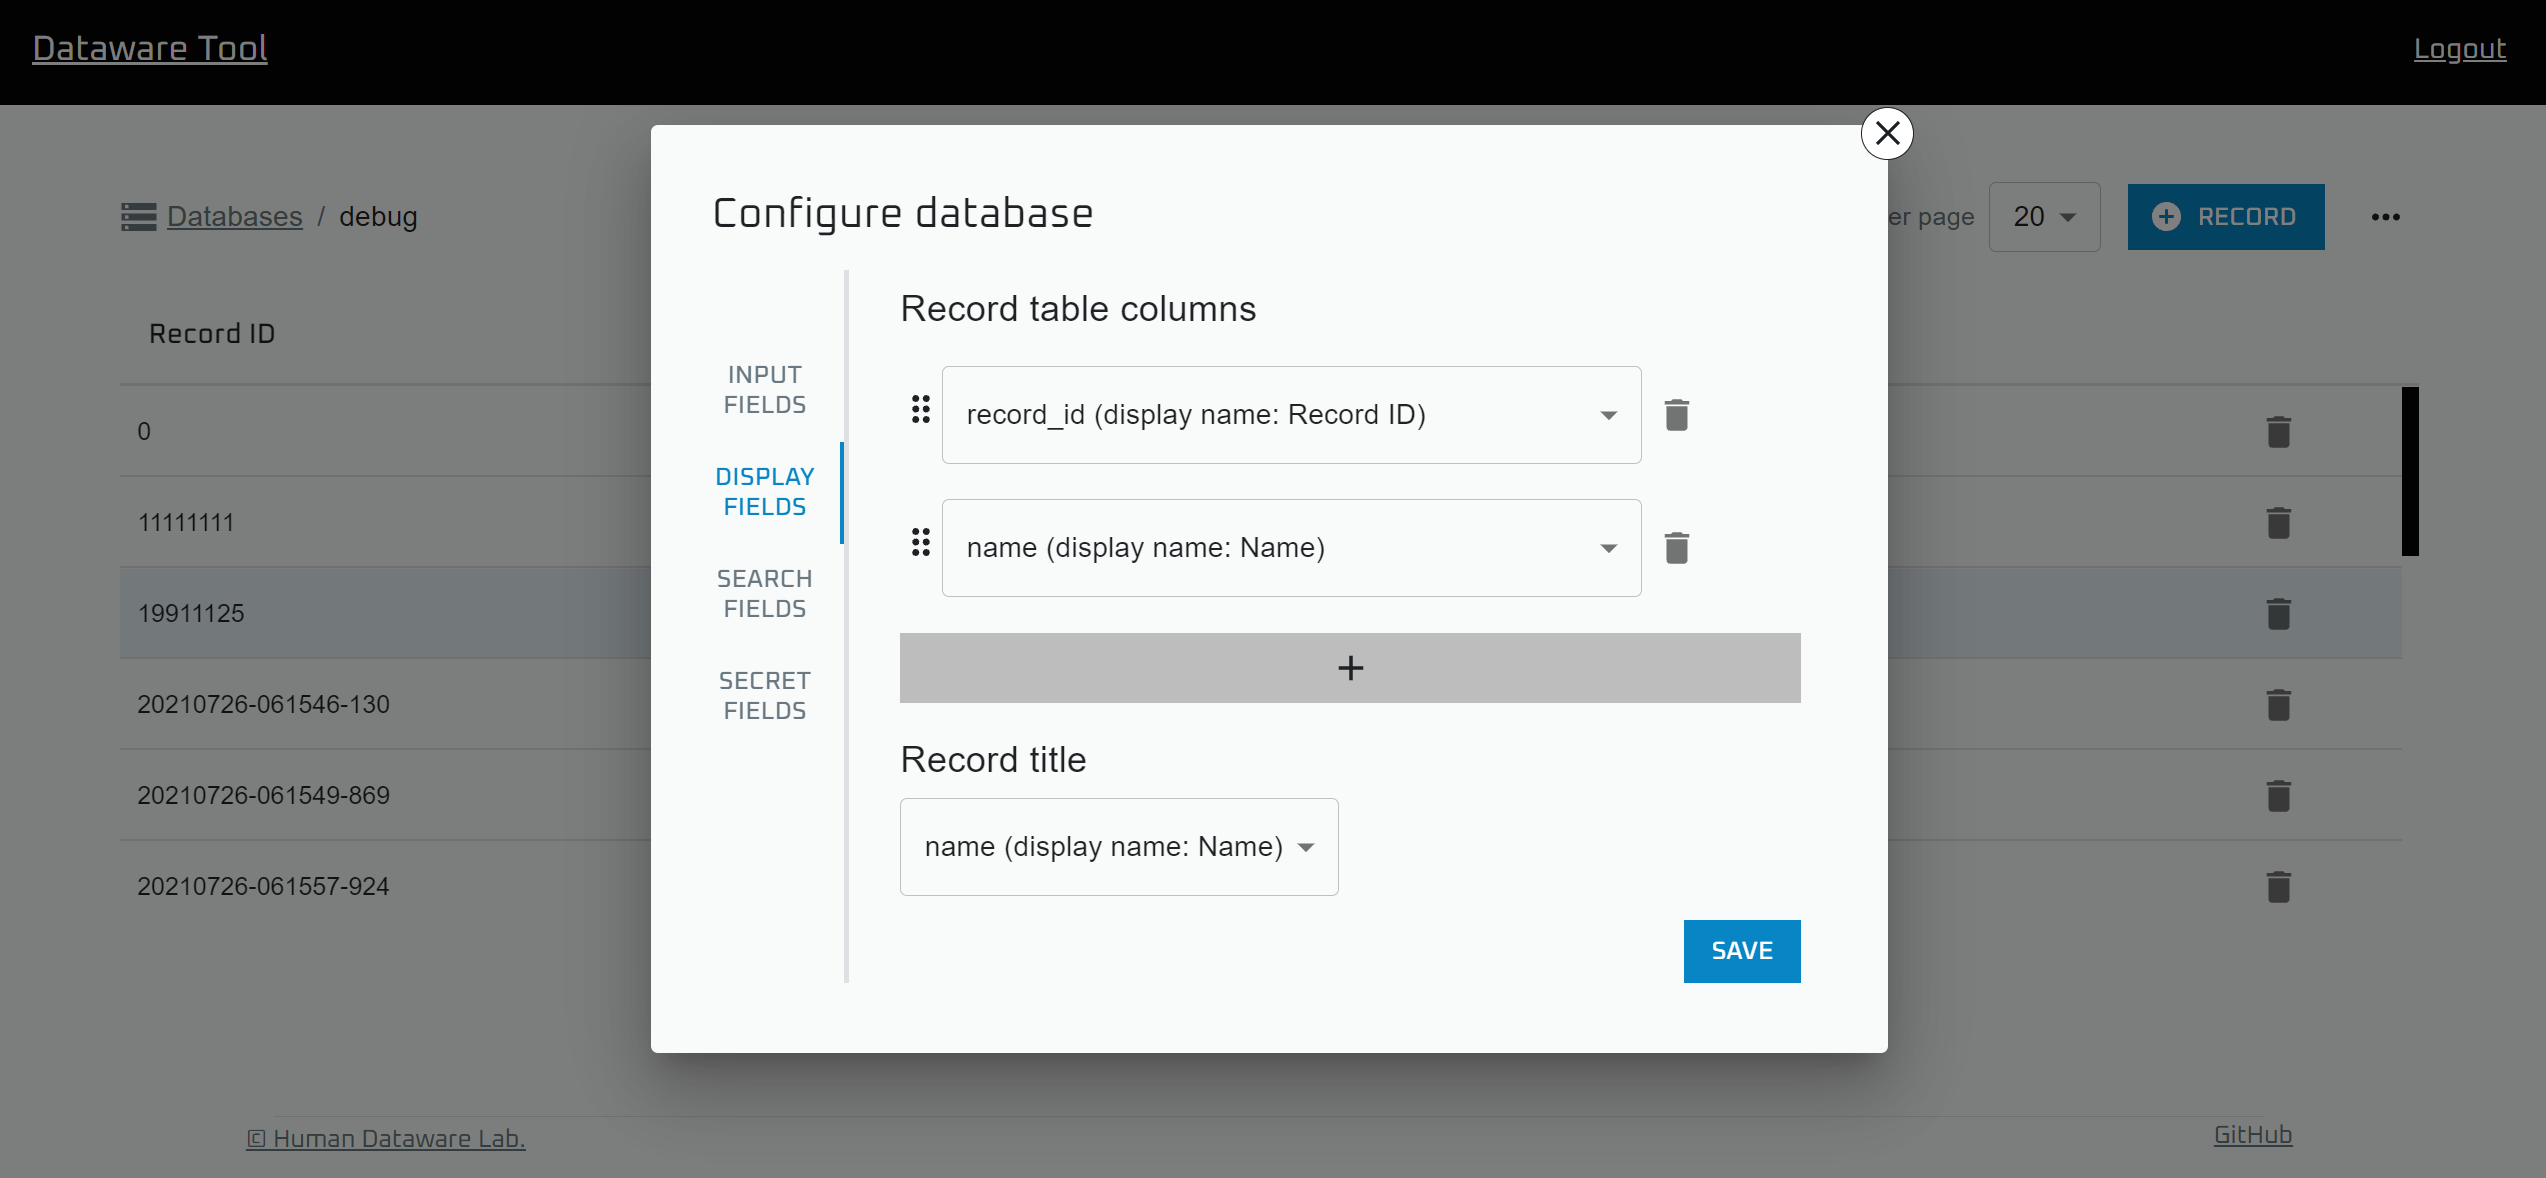 Dataware Tool
Logout
Databases / debug
er page
20
RECORD
Record ID
0
11111111
19911125
20210726-061546-130
20210726-061549-869
20210726-061557-924
Configure database
INPUT
FIELDS
DISPLAY
FIELDS
SEARCH
FIELDS
SECRET
FIELDS
Record table columns
record_id (display name: Record ID)
name (display name: Name)
Record title
name (display name: Name)
SAVE
© Human Dataware Lab.
GitHub